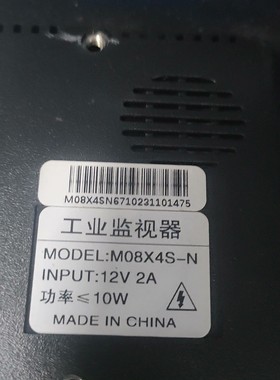 M08X4SN6710231101475
工业监视器
MODEL:M08X4S-N
INPUT:12V 2A
功率≤10W
MADE IN CHINA